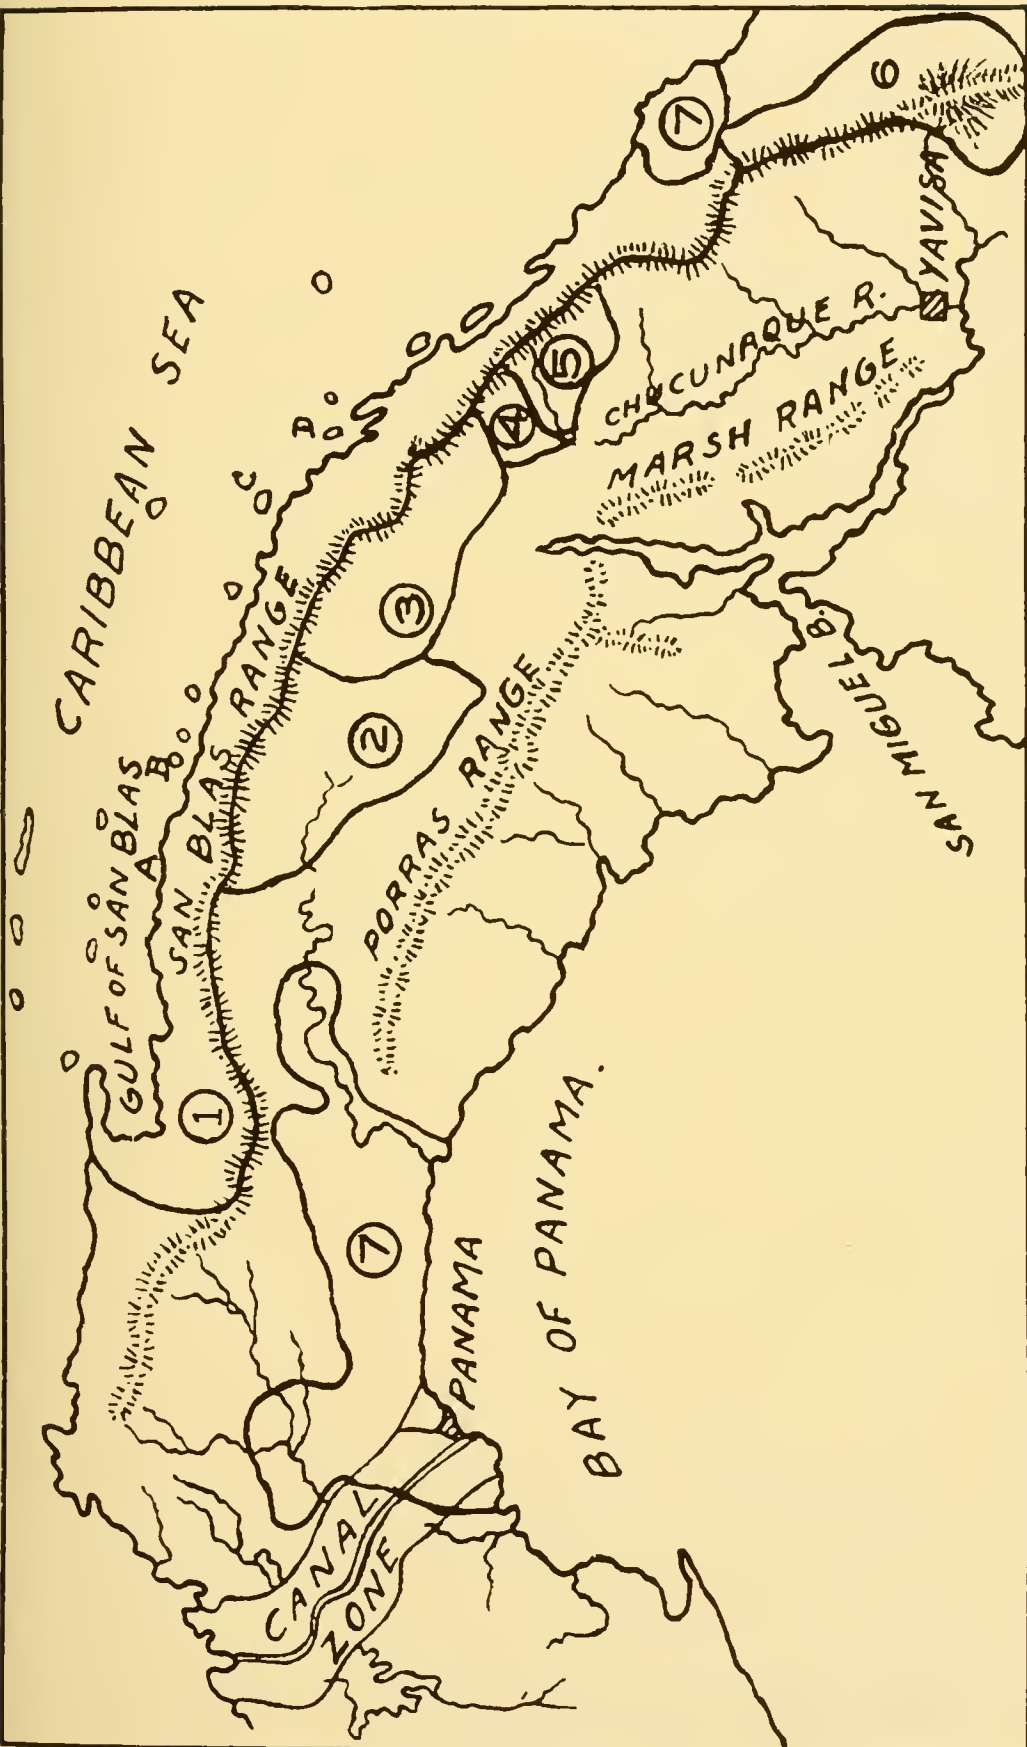 CARIBBEAN SEA
GULF OF SAN BLAS
A
B
C
SAN BLAS RANGE
1
2
3
4
5
6
7
7
PORRAS RANGE
MARSH RANGE
CHUCUNAQUE R.
YAVISA
SAN MIGUEL B.
CANAL
ZONE
PANAMA
BAY OF PANAMA.